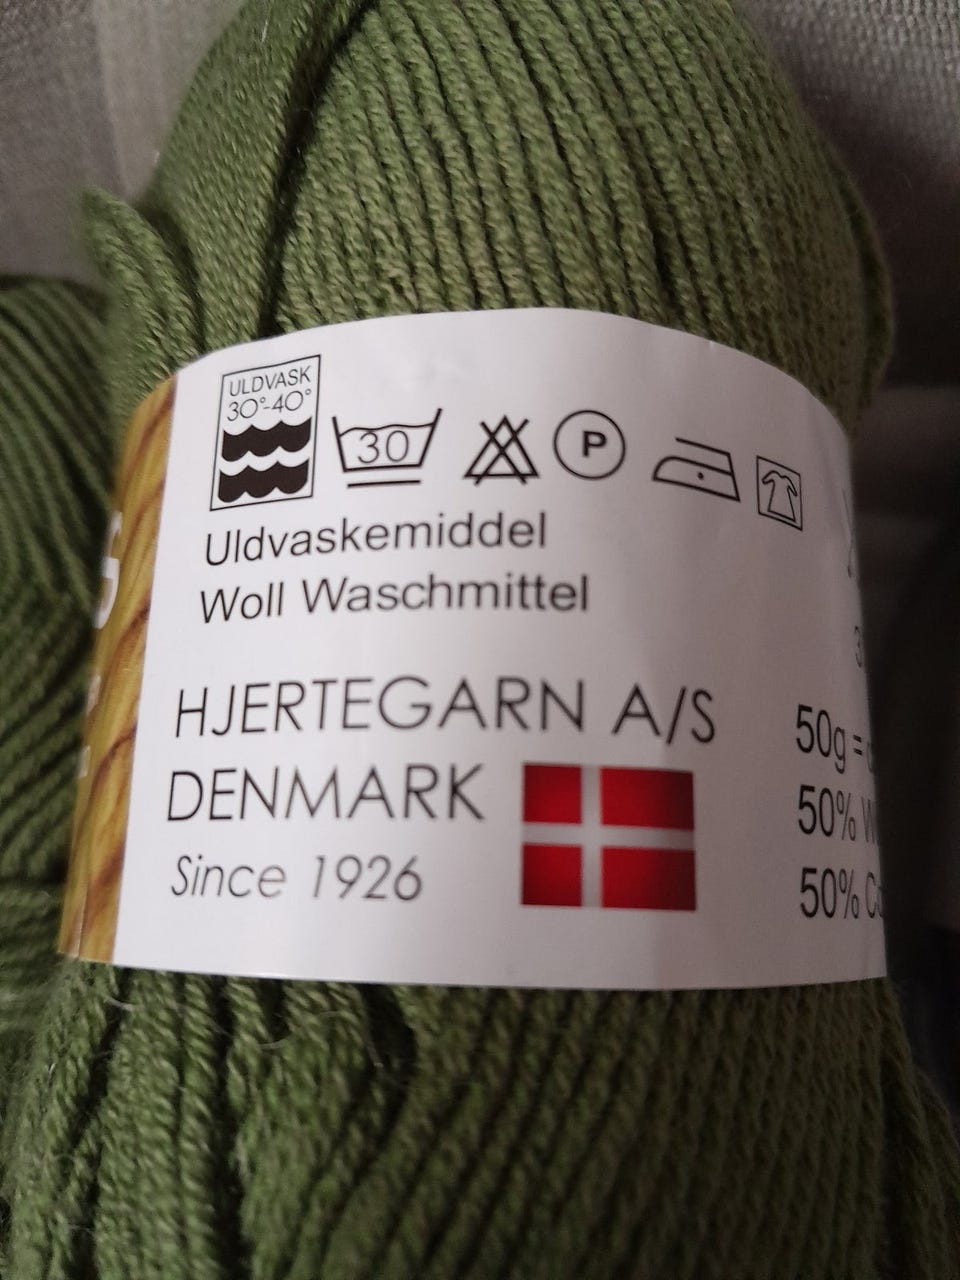 ULDVASK
30°-40°
30
P
Uldvaskemiddel
Woll Waschmittel
HJERTEGARN A/S
DENMARK
Since 1926
50g =
50%
50%